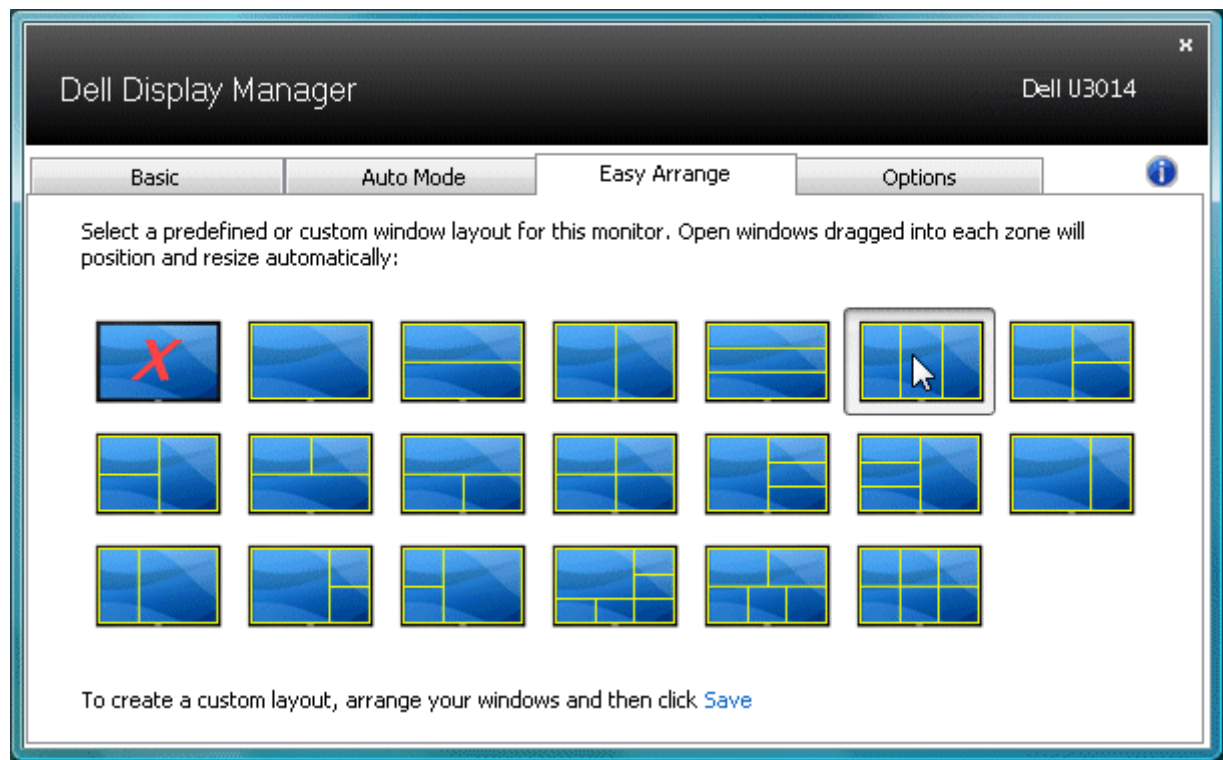 Dell Display Manager
Dell U3014
Basic
Auto Mode
Easy Arrange
Options
Select a predefined or custom window layout for this monitor. Open windows dragged into each zone will
position and resize automatically:
To create a custom layout, arrange your windows and then click Save